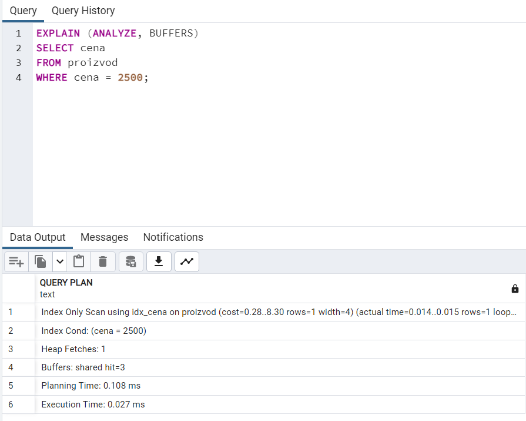 Query Query History
1 EXPLAIN (ANALYZE, BUFFERS)
2 SELECT cena
3 FROM proizvod
4 WHERE cena = 2500;
Data Output Messages Notifications
QUERY PLAN
text
1 Index Only Scan using idx_cena on proizvod (cost=0.28..8.30 rows=1 width=4) (actual time=0.014..0.015 rows=1 loop...
2 Index Cond: (cena = 2500)
3 Heap Fetches: 1
4 Buffers: shared hit=3
5 Planning Time: 0.108 ms
6 Execution Time: 0.027 ms